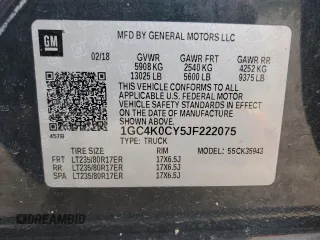 GM
MFD BY GENERAL MOTORS LLC
02/18 GVWR GAWR FRT GAWR RR
5908 KG 2540 KG 4252 KG
13025 LB 5600 LB 9375 LB
THIS VEHICLE CONFORMS TO ALL
APPLICABLE U.S. FEDERAL MOTOR
VEHICLE SAFETY STANDARDS IN
EFFECT ON THE DATE OF
MANUFACTURE SHOWN ABOVE.
1GC4K0CY5JF222075
TYPE: TRUCK
TIRE SIZE RIM MODEL: 55CK35943
FRT LT235/80R17ER 17X6.5J
RR LT235/80R17ER 17X6.5J
SPA LT235/80R17ER 17X6.5J
IDREAMBID